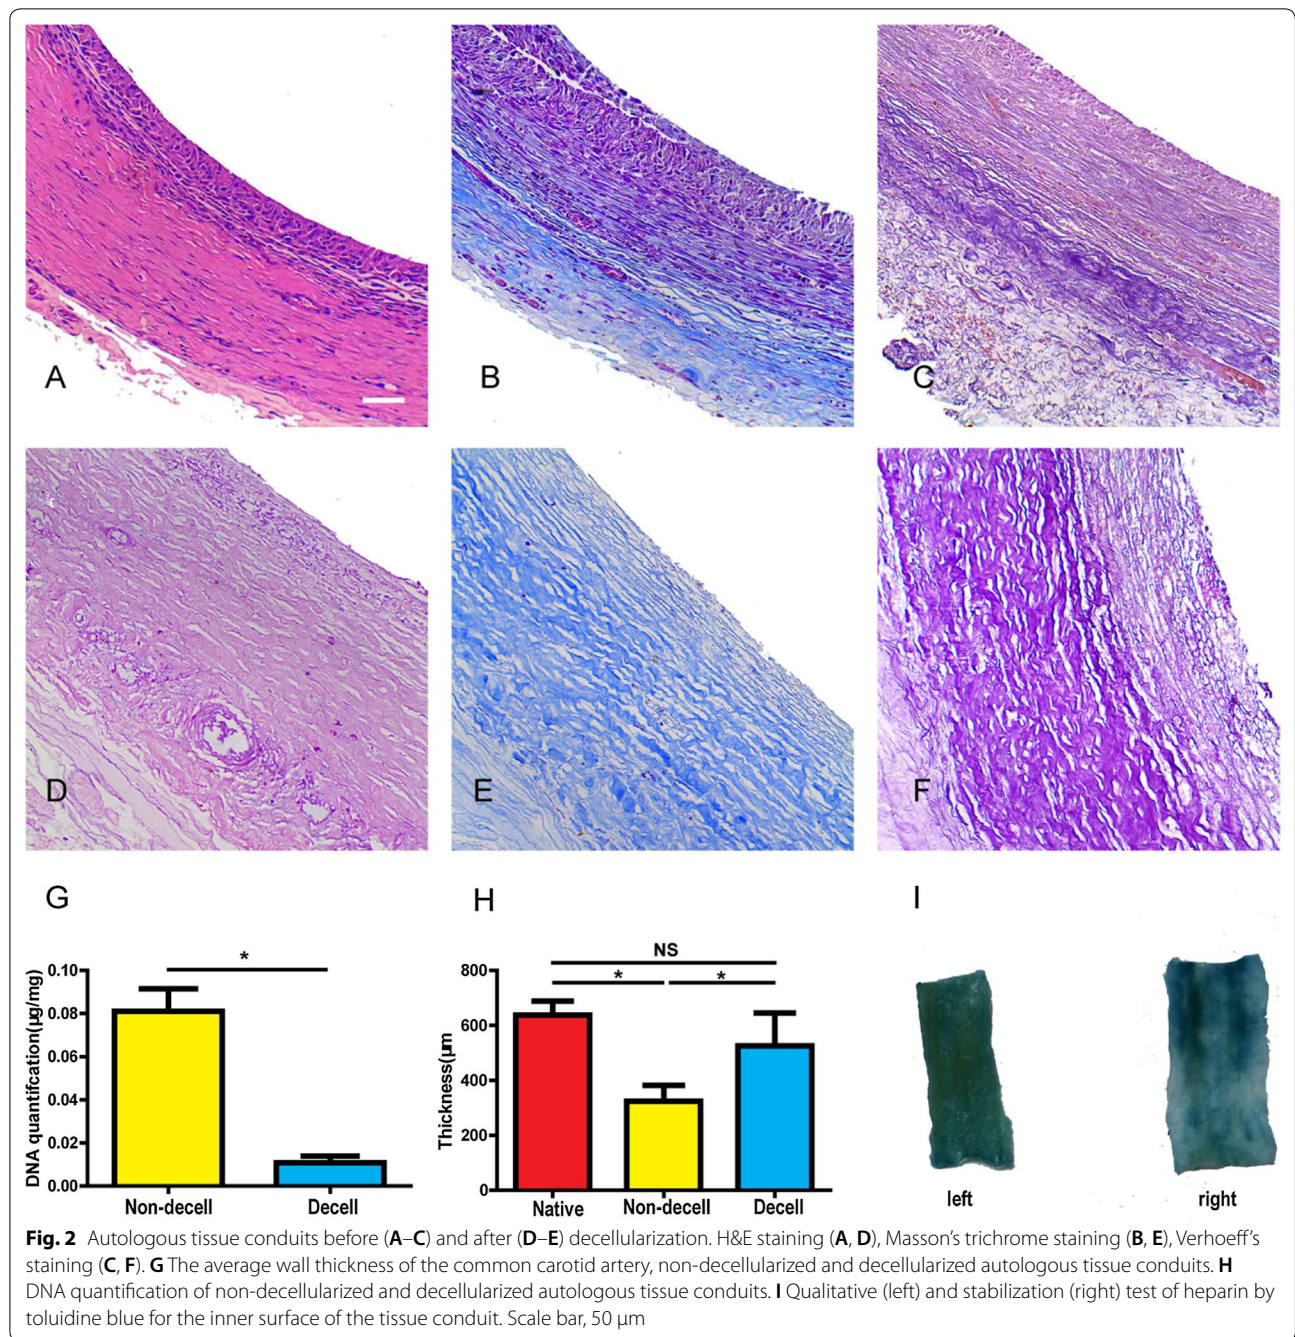 A
B
C
D
E
F
G
H
I
*
DNA quantifcation(µg/mg)
0.10
0.08
0.06
0.04
0.02
0.00
Non-decell
Decell
NS
*
*
Thickness(µm
800
600
400
200
0
Native
Non-decell
Decell
left
right
Fig. 2 Autologous tissue conduits before (A–C) and after (D–E) decellularization. H&E staining (A, D), Masson’s trichrome staining (B, E), Verhoeff’s
staining (C, F). G The average wall thickness of the common carotid artery, non-decellularized and decellularized autologous tissue conduits. H
DNA quantification of non-decellularized and decellularized autologous tissue conduits. I Qualitative (left) and stabilization (right) test of heparin by
toluidine blue for the inner surface of the tissue conduit. Scale bar, 50 µm